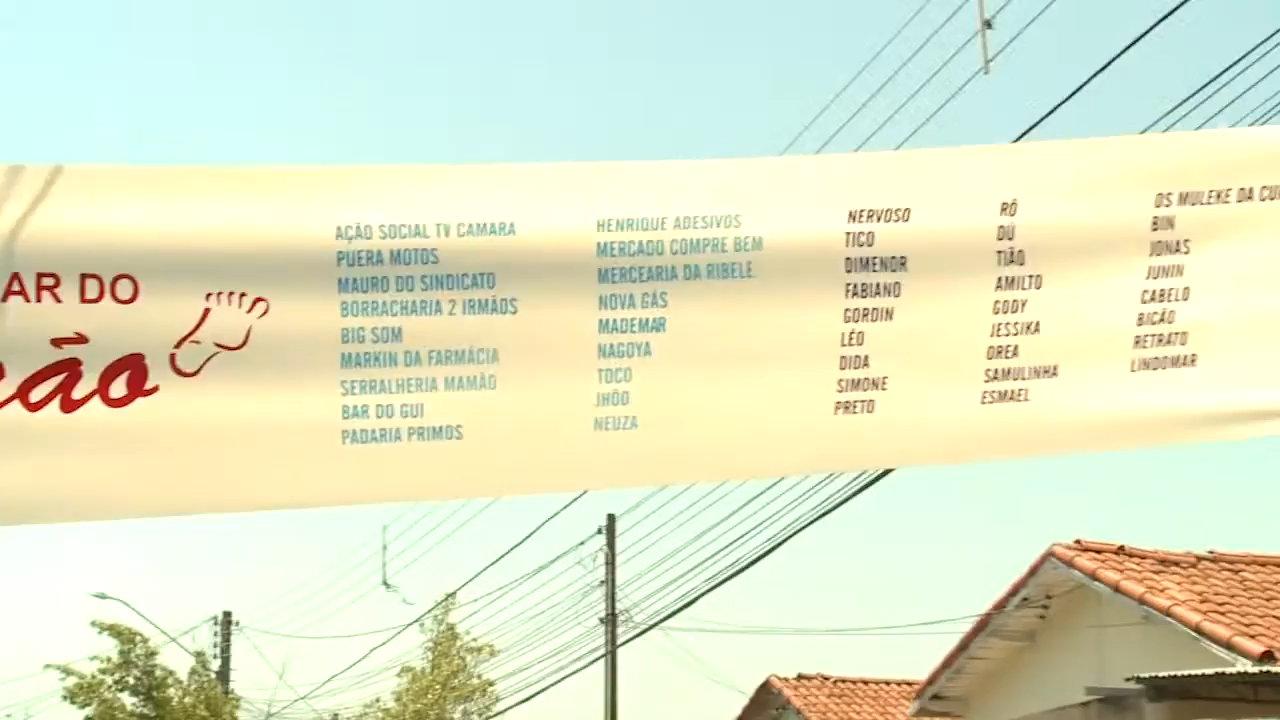 AR DO
ção
AÇÃO SOCIAL TV CAMARA
PUERA MOTOS
MAURO DO SINDICATO
BORRACHARIA 2 IRMÃOS
BIG SOM
MARKIN DA FARMÁCIA
SERRALHERIA MAMÃO
BAR DO GUI
PADARIA PRIMOS
HENRIQUE ADESIVOS
MERCADO COMPRE BEM
MERCEARIA DA RIBELE
NOVA GÁS
MADEMAR
NAGOYA
TOCO
JHÔO
NEUZA
NERVOSO
TICO
DIMENOR
FABIANO
GORDIN
LÉO
DIDA
SIMONE
PRETO
RÔ
DÚ
TIÃO
AMILTO
GODY
JESSIKA
OREA
SAMULINHA
ESMAEL
OS MULEKE DA
BIN
JONAS
JUNIN
CABELO
BICÃO
RETRATO
LINDOMAR